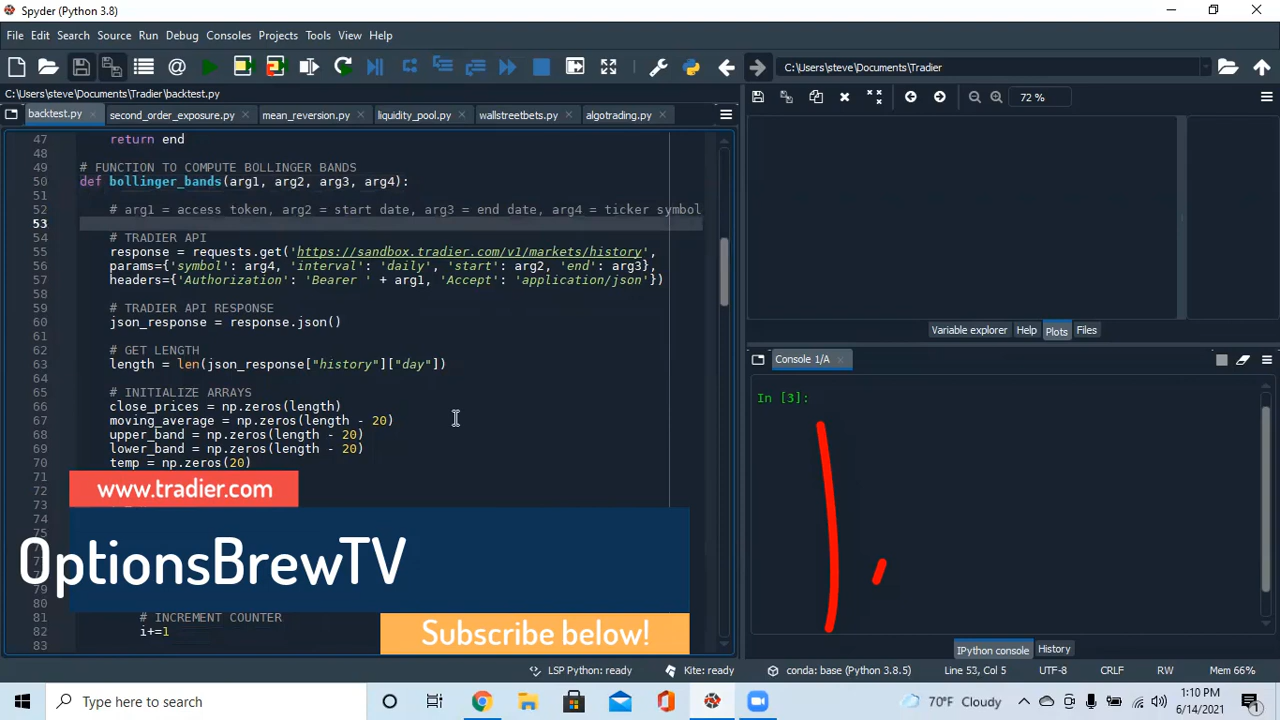 Spyder (Python 3.8)
File Edit Search Source Run Debug Consoles Projects Tools View Help
C:\Users\steve\Documents\Tradier
C:\Users\steve\Documents\Tradier\backtest.py
72 %
backtest.py second_order_exposure.py mean_reversion.py liquidity_pool.py wallstreetbets.py algotrading.py
47 return end
48
49 # FUNCTION TO COMPUTE BOLLINGER BANDS
50 def bollinger_bands(arg1, arg2, arg3, arg4):
51
52 # arg1 = access token, arg2 = start date, arg3 = end date, arg4 = ticker symbol
53
54 # TRADIER API
55 response = requests.get('https://sandbox.tradier.com/v1/markets/history',
56 params={'symbol': arg4, 'interval': 'daily', 'start': arg2, 'end': arg3},
57 headers={'Authorization': 'Bearer ' + arg1, 'Accept': 'application/json'})
58
59 # TRADIER API RESPONSE
60 json_response = response.json()
61
62 # GET LENGTH
63 length = len(json_response["history"]["day"])
64
65 # INITIALIZE ARRAYS
66 close_prices = np.zeros(length)
67 moving_average = np.zeros(length - 20)
68 upper_band = np.zeros(length - 20)
69 lower_band = np.zeros(length - 20)
70 temp = np.zeros(20)
71
72
73
74
80
81 # INCREMENT COUNTER
82 i+=1
83
www.tradier.com
OptionsBrewTV
Subscribe below!
Variable explorer Help Plots Files
Console 1/A
In [3]:
IPython console History
LSP Python: ready Kite: ready conda: base (Python 3.8.5) Line 53, Col 5 UTF-8 CRLF RW Mem 66%
Type here to search
70°F Cloudy
1:10 PM
6/14/2021
1